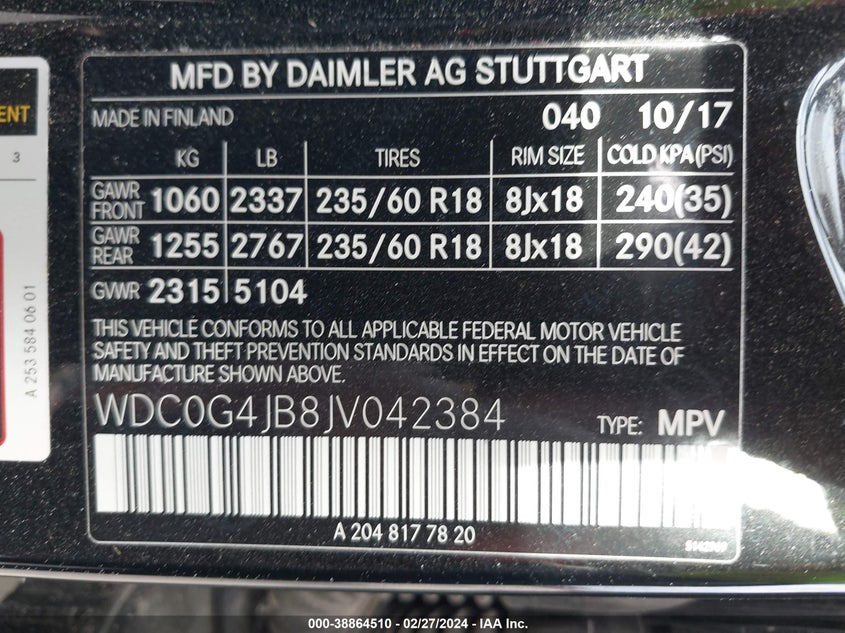 MFD BY DAIMLER AG STUTTGART
MADE IN FINLAND 040 10/17
KG LB TIRES RIM SIZE COLD KPA(PSI)
GAWR FRONT 1060 2337 235/60 R18 8Jx18 240(35)
GAWR REAR 1255 2767 235/60 R18 8Jx18 290(42)
GVWR 2315 5104
THIS VEHICLE CONFORMS TO ALL APPLICABLE FEDERAL MOTOR VEHICLE
SAFETY AND THEFT PREVENTION STANDARDS IN EFFECT ON THE DATE OF
MANUFACTURE SHOWN ABOVE.
WDC0G4JB8JV042384 TYPE: MPV
A 204 817 78 20
3
A 253 584 06 01
000-38864510 - 02/27/2024 - IAA Inc.